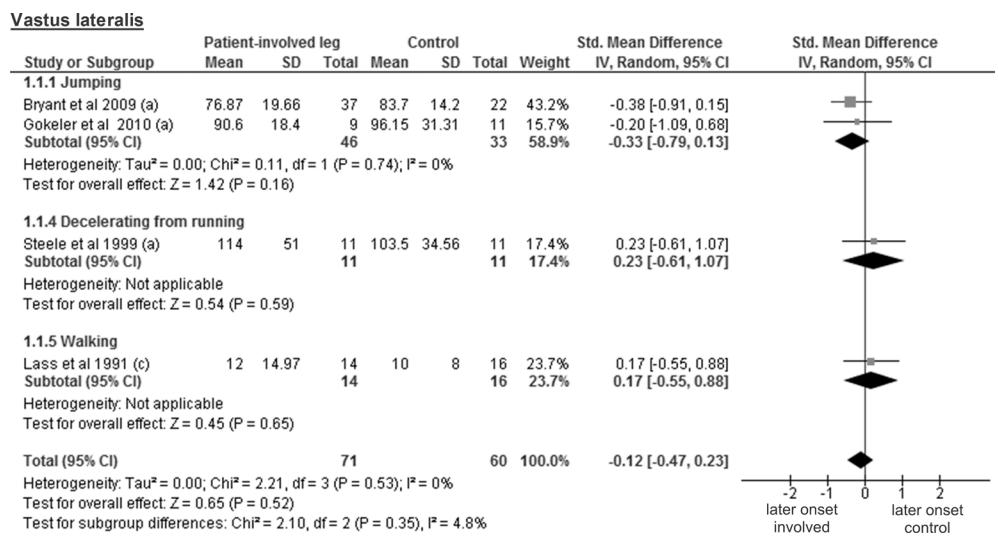 Vastus lateralis
Patient-involved leg Control Std. Mean Difference Std. Mean Difference
Study or Subgroup Mean SD Total Mean SD Total Weight IV, Random, 95% CI IV, Random, 95% CI
1.1.1 Jumping
Bryant et al 2009 (a) 76.87 19.66 37 83.7 14.2 22 43.2% -0.38 [-0.91, 0.15]
Gokeler et al 2010 (a) 90.6 18.4 9 96.15 31.31 11 15.7% -0.20 [-1.09, 0.68]
Subtotal (95% CI) 46 33 58.9% -0.33 [-0.79, 0.13]
Heterogeneity: Tau² = 0.00; Chi² = 0.11, df = 1 (P = 0.74); I² = 0%
Test for overall effect: Z = 1.42 (P = 0.16)
1.1.4 Decelerating from running
Steele et al 1999 (a) 114 51 11 103.5 34.56 11 17.4% 0.23 [-0.61, 1.07]
Subtotal (95% CI) 11 11 17.4% 0.23 [-0.61, 1.07]
Heterogeneity: Not applicable
Test for overall effect: Z = 0.54 (P = 0.59)
1.1.5 Walking
Lass et al 1991 (c) 12 14.97 14 10 8 16 23.7% 0.17 [-0.55, 0.88]
Subtotal (95% CI) 14 16 23.7% 0.17 [-0.55, 0.88]
Heterogeneity: Not applicable
Test for overall effect: Z = 0.45 (P = 0.65)
Total (95% CI) 71 60 100.0% -0.12 [-0.47, 0.23]
Heterogeneity: Tau² = 0.00; Chi² = 2.21, df = 3 (P = 0.53); I² = 0%
Test for overall effect: Z = 0.65 (P = 0.52)
Test for subgroup differences: Chi² = 2.10, df = 2 (P = 0.35), I² = 4.8%
-2 -1 0 1 2
later onset later onset
involved control